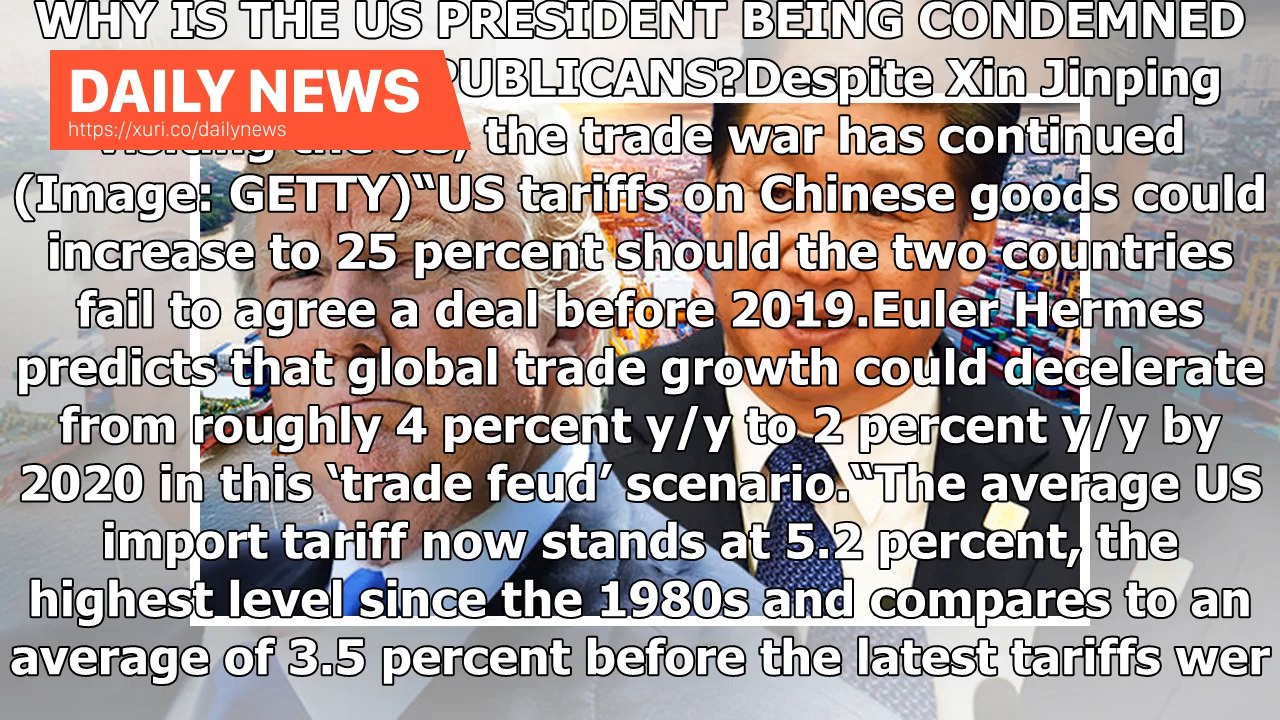 WHY IS THE US PRESIDENT BEING CONDEMNED
DAILY NEWS
https://xuri.co/dailynews
PUBLICANS?Despite Xin Jinping
the US, the trade war has continued
(Image: GETTY)“US tariffs on Chinese goods could
increase to 25 percent should the two countries
fail to agree a deal before 2019.Euler Hermes
predicts that global trade growth could decelerate
from roughly 4 percent y/y to 2 percent y/y by
2020 in this ‘trade feud’ scenario.“The average US
import tariff now stands at 5.2 percent, the
highest level since the 1980s and compares to an
average of 3.5 percent before the latest tariffs wer